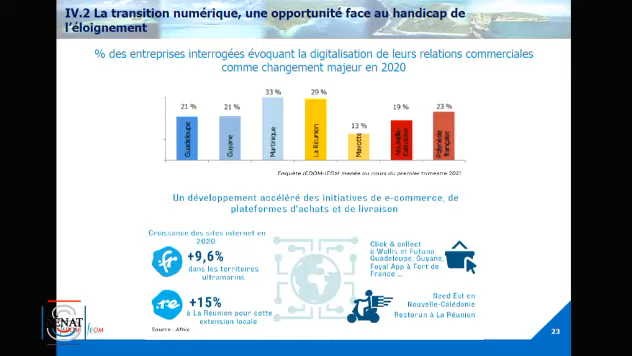 IV.2 La transition numérique, une opportunité face au handicap de
l'éloignement
% des entreprises interrogées évoquant la digitalisation de leurs relations commerciales
comme changement majeur en 2020
21 %
21 %
33 %
29 %
13 %
19 %
23 %
Guadeloupe
Guyane
Martinique
La Réunion
Mayotte
Nouvelle-
Calédonie
Polynésie
française
Enquête IEDOM-IEOM menée au cours du premier trimestre 2021
Un développement accéléré des initiatives de e-commerce, de
plateformes d'achats et de livraison
Croissance des sites internet en
2020
.fr
+9,6%
dans les territoires
ultramarins
.re
+15%
à La Réunion pour cette
extension locale
Source : Afnic
Click & collect
à Wallis et Futuna,
Guadeloupe, Guyane,
Foyal App à Fort de
France ...
Need Eat en
Nouvelle-Calédonie
Restorun à La Réunion
IEOM
23